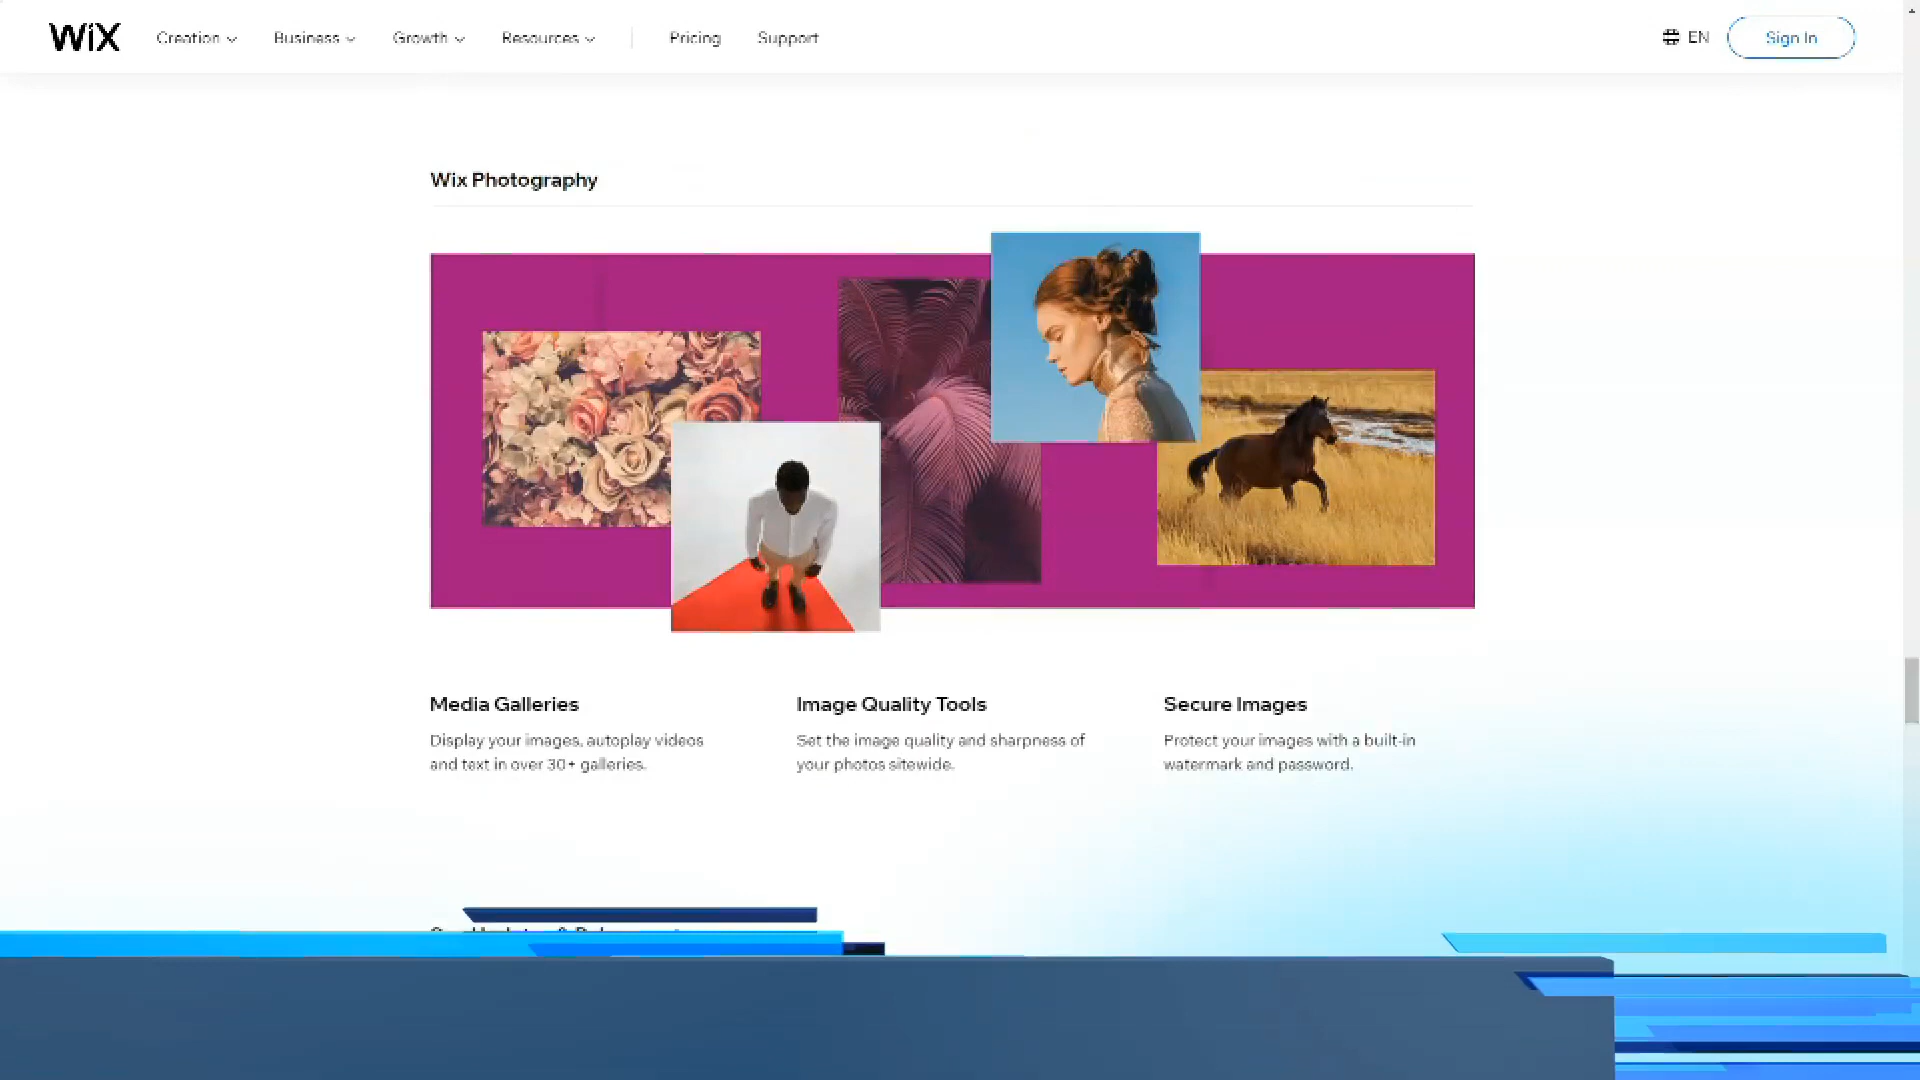 WiX Creation Business Growth Resources Pricing Support EN Sign In
Wix Photography
Media Galleries
Display your images, autoplay videos
and text in over 30+ galleries.
Image Quality Tools
Set the image quality and sharpness of
your photos sitewide.
Secure Images
Protect your images with a built-in
watermark and password.